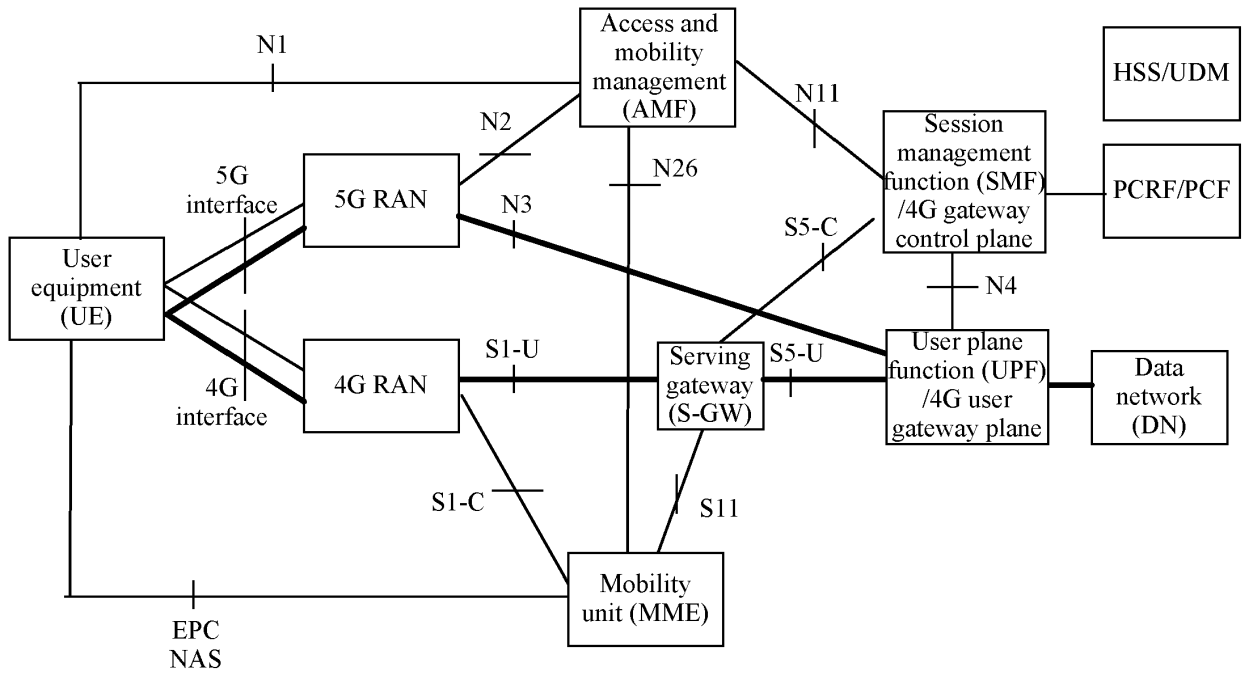 Access and
mobility
management
(AMF)
N1
HSS/UDM
N11
N2
Session
management
function (SMF)
/4G gateway
control plane
5G
interface
5G RAN
N26
PCRF/PCF
N3
S5-C
User
equipment
(UE)
N4
S1-U
Serving
gateway
(S-GW)
S5-U
User plane
function (UPF)
/4G user
gateway plane
Data
network
(DN)
4G
interface
4G RAN
S1-C
S11
Mobility
unit (MME)
EPC
NAS